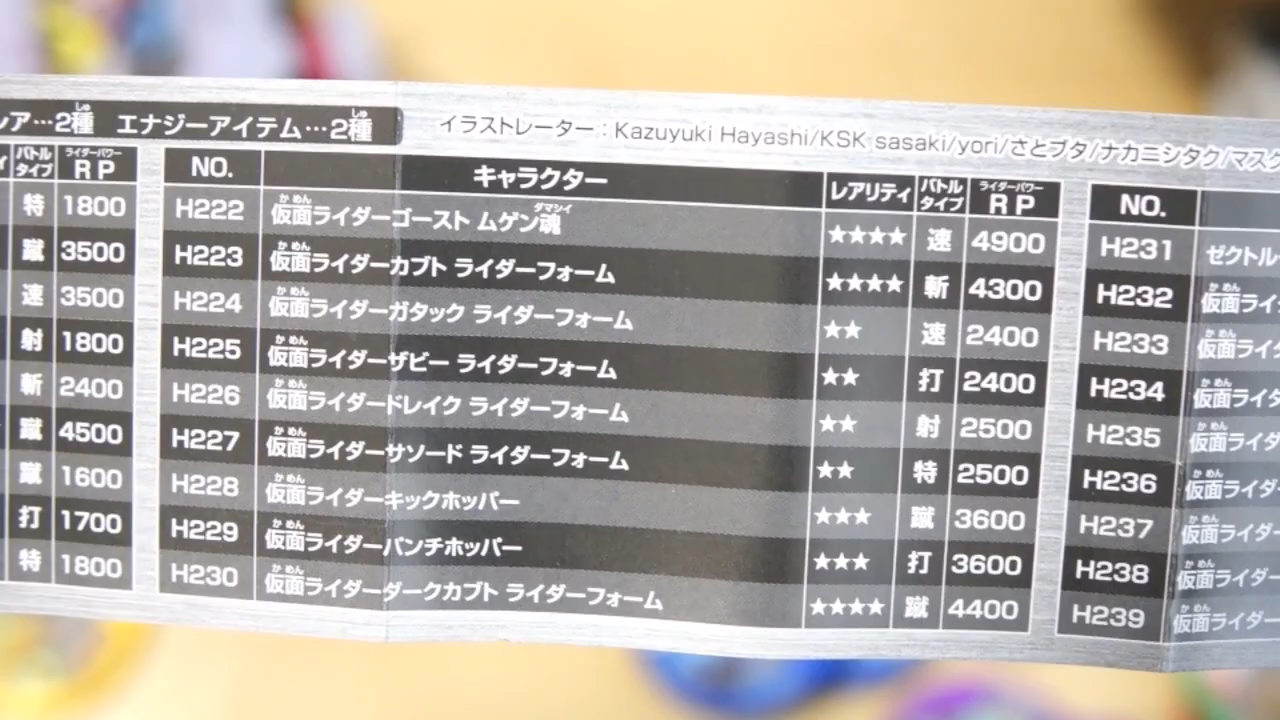 レア…2種 エナジーアイテム…2種 イラストレーター：Kazuyuki Hayashi/KSK sasaki/yori/さとブタ/ナカニシタク/マスク
バトルタイプ ライダーパワー RP
特 1800
蹴 3500
速 3500
射 1800
斬 2400
蹴 4500
蹴 1600
打 1700
特 1800
NO. キャラクター レアリティ バトルタイプ ライダーパワー RP
H222 仮面ライダーゴースト ムゲン魂 ★★★★ 速 4900
H223 仮面ライダーカブト ライダーフォーム ★★★★ 斬 4300
H224 仮面ライダーガタック ライダーフォーム ★★ 速 2400
H225 仮面ライダーザビー ライダーフォーム ★★ 打 2400
H226 仮面ライダードレイク ライダーフォーム ★★ 射 2500
H227 仮面ライダーサソード ライダーフォーム ★★ 特 2500
H228 仮面ライダーキックホッパー ★★★ 蹴 3600
H229 仮面ライダーパンチホッパー ★★★ 打 3600
H230 仮面ライダーダークカブト ライダーフォーム ★★★★ 蹴 4400
NO.
H231 ゼクトル
H232 仮面ライ
H233 仮面ライダ
H234 仮面ライダ
H235 仮面ライダ
H236 仮面ライダ
H237 仮面ライダ
H238 仮面ライダー
H239 仮面ライダー